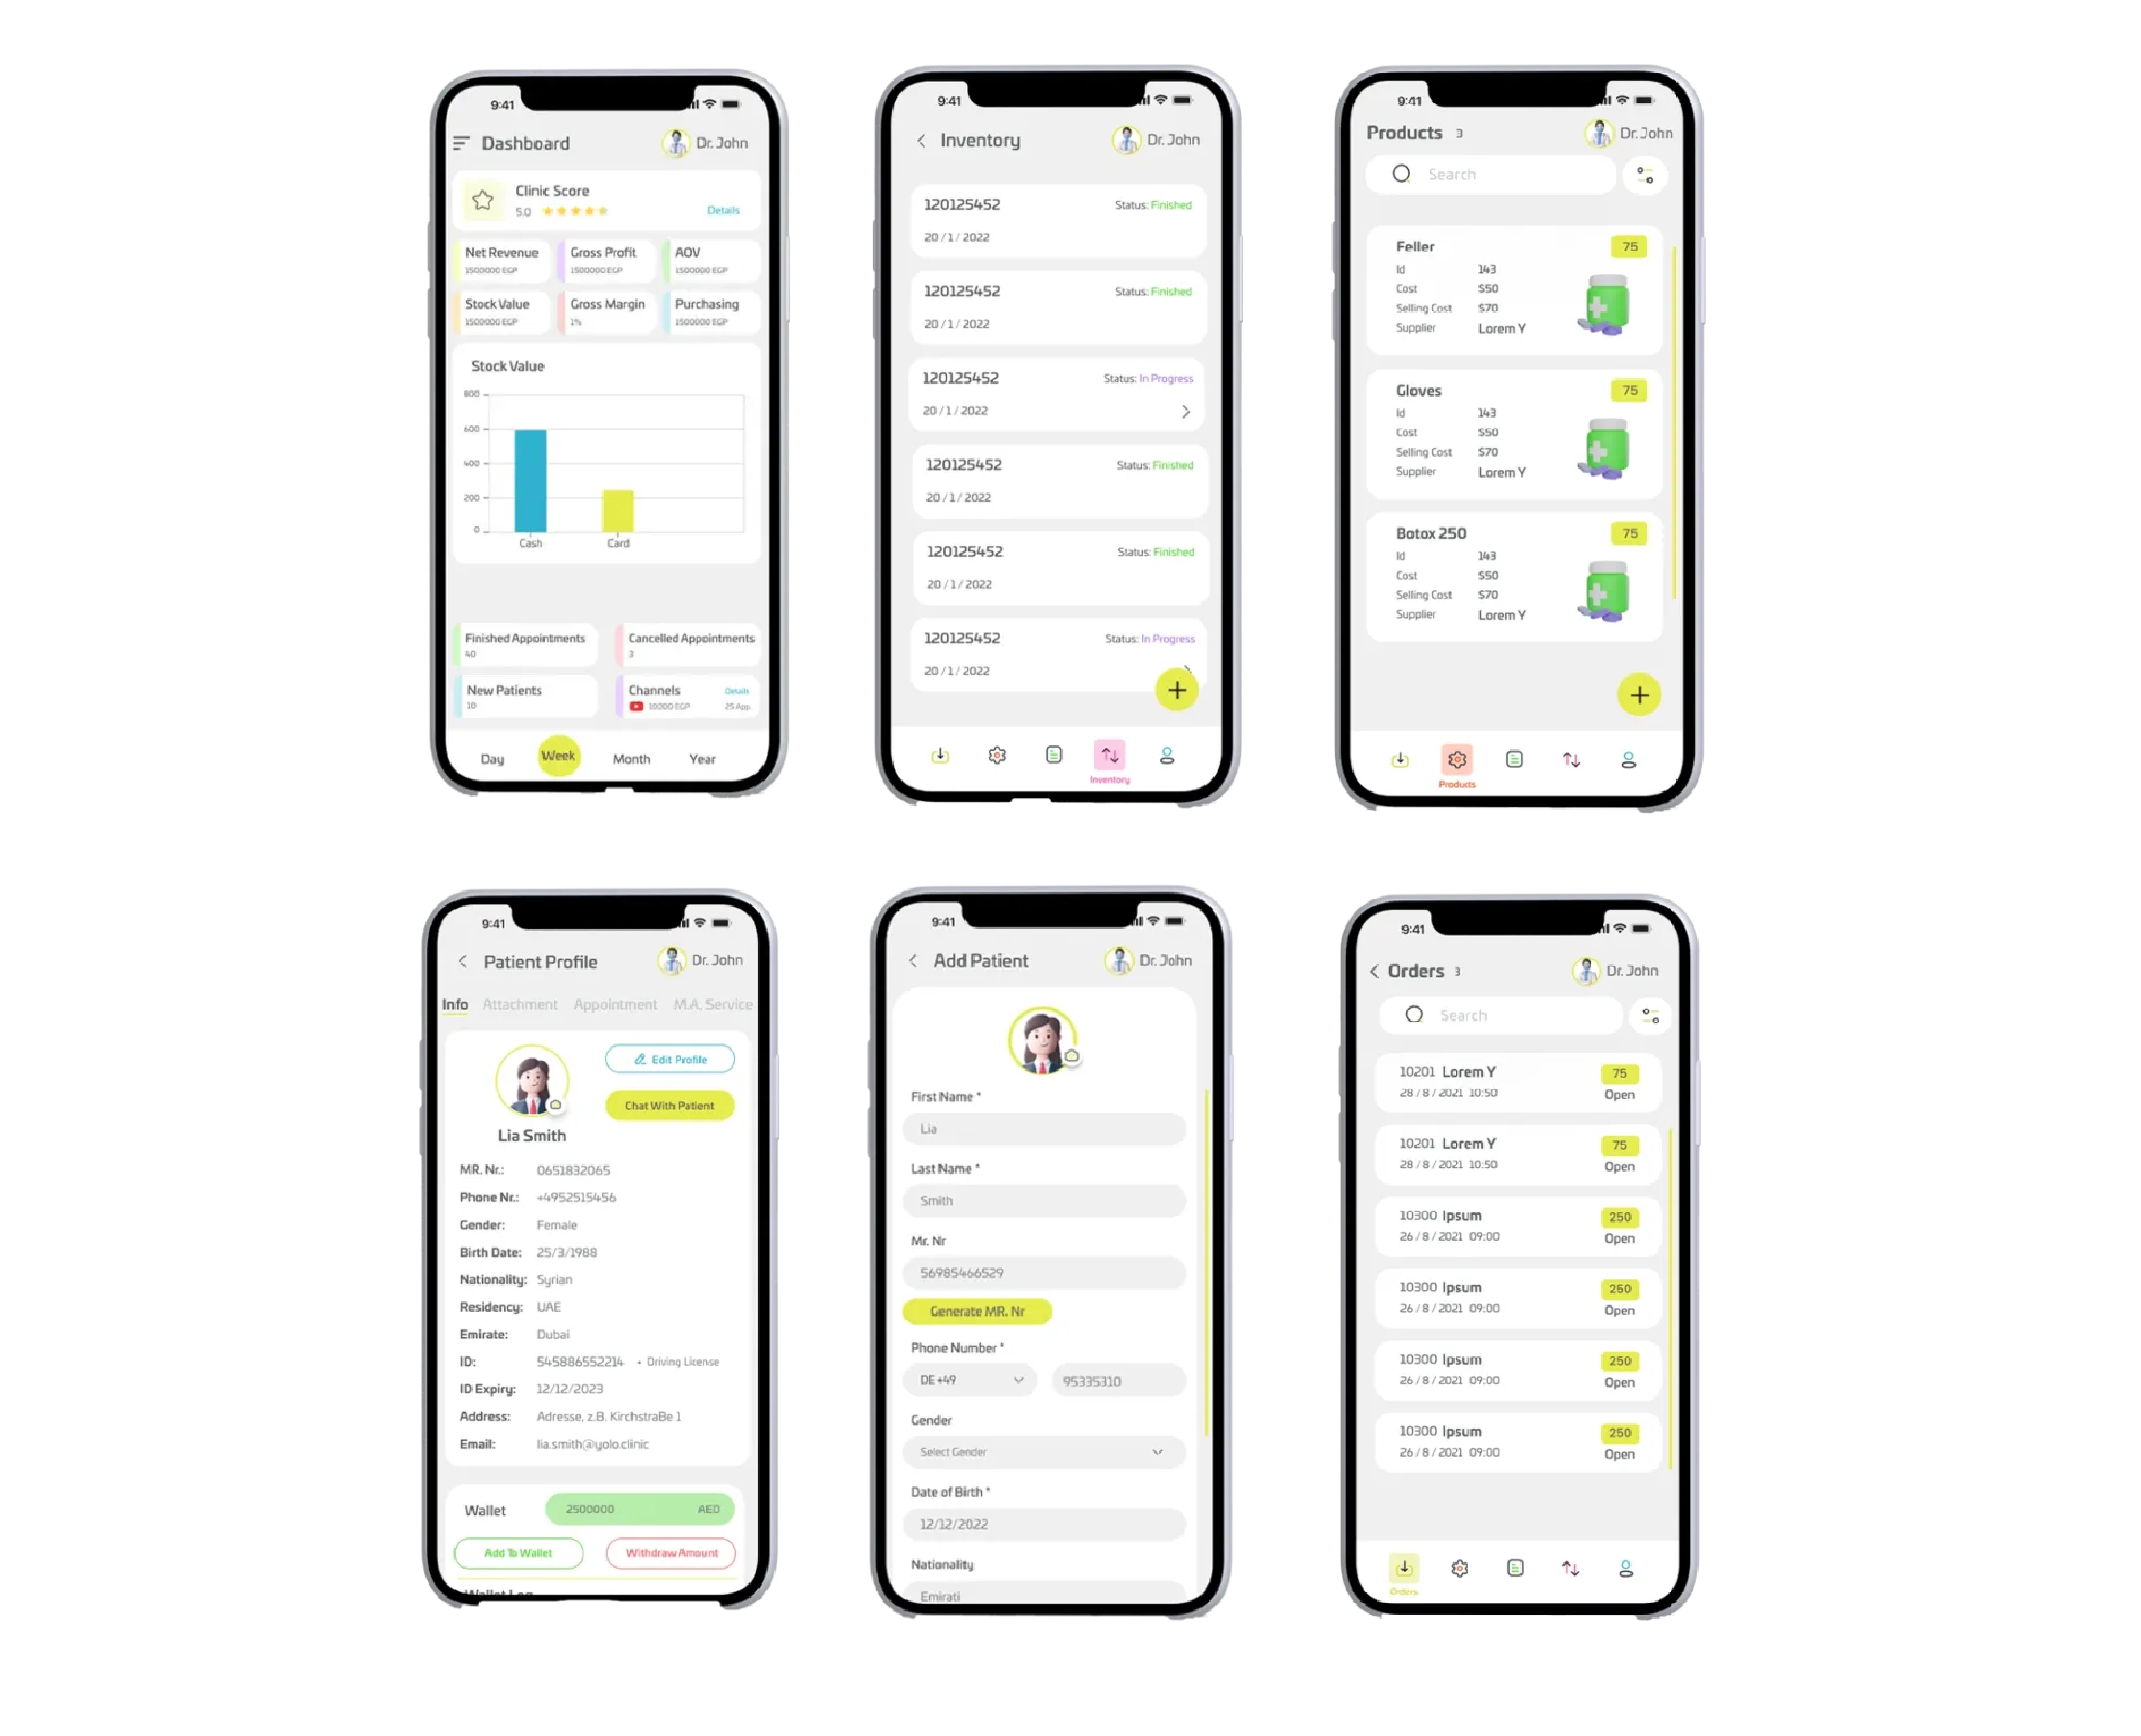 9:41
Dashboard Dr. John
Clinic Score
5.0 Details
Net Revenue Gross Profit AOV
1500000 EGP 1500000 EGP 1500000 EGP
Stock Value Gross Margin Purchasing
1500000 EGP 1% 1500000 EGP
Stock Value
800
600
400
200
0
Cash Card
Finished Appointments Cancelled Appointments
40 3
New Patients Channels Details
10 10000 EGP 25 App.
Day Week Month Year
9:41
Inventory Dr. John
120125452 Status: Finished
20 / 1 / 2022
120125452 Status: Finished
20 / 1 / 2022
120125452 Status: In Progress
20 / 1 / 2022
120125452 Status: Finished
20 / 1 / 2022
120125452 Status: Finished
20 / 1 / 2022
120125452 Status: In Progress
20 / 1 / 2022
Inventory
9:41
Products 3 Dr. John
Search
Feller 75
Id 143
Cost $50
Selling Cost $70
Supplier Lorem Y
Gloves 75
Id 143
Cost $50
Selling Cost $70
Supplier Lorem Y
Botox 250 75
Id 143
Cost $50
Selling Cost $70
Supplier Lorem Y
Products
9:41
Patient Profile Dr. John
Info Attachment Appointment M.A. Service
Edit Profile
Chat With Patient
Lia Smith
MR. Nr.: 0651832065
Phone Nr.: +4952515456
Gender: Female
Birth Date: 25/3/1988
Nationality: Syrian
Residency: UAE
Emirate: Dubai
ID: 545886552214 • Driving License
ID Expiry: 12/12/2023
Address: Adresse, z.B. KirchstraBe 1
Email: lia.smith@yolo.clinic
Wallet 2500000 AED
Add To Wallet Withdraw Amount
Wallet Log
9:41
Add Patient Dr. John
First Name *
Lia
Last Name *
Smith
Mr. Nr
56985466529
Generate MR. Nr
Phone Number *
DE +49 95335310
Gender
Select Gender
Date of Birth *
12/12/2022
Nationality
Emirati
9:41
Orders 3 Dr. John
Search
10201 Lorem Y 75
28 / 8 / 2021 10:50 Open
10201 Lorem Y 75
28 / 8 / 2021 10:50 Open
10300 Ipsum 250
26 / 8 / 2021 09:00 Open
10300 Ipsum 250
26 / 8 / 2021 09:00 Open
10300 Ipsum 250
26 / 8 / 2021 09:00 Open
10300 Ipsum 250
26 / 8 / 2021 09:00 Open
Orders